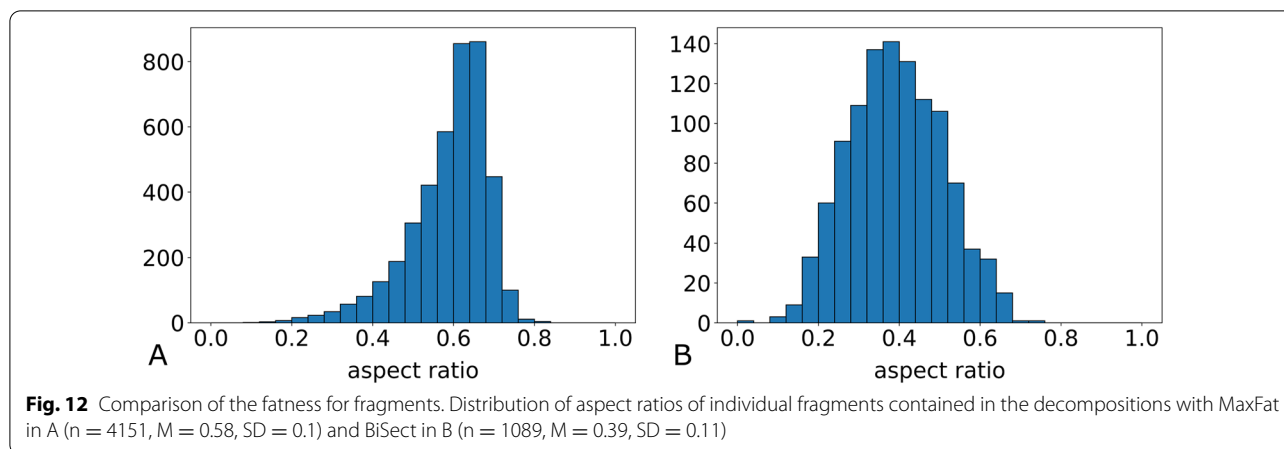 800
600
400
200
0
0.0 0.2 0.4 0.6 0.8 1.0
A
aspect ratio
140
120
100
80
60
40
20
0
0.0 0.2 0.4 0.6 0.8 1.0
B
aspect ratio
Fig. 12 Comparison of the fatness for fragments. Distribution of aspect ratios of individual fragments contained in the decompositions with MaxFat
in A (n = 4151, M = 0.58, SD = 0.1) and BiSect in B (n = 1089, M = 0.39, SD = 0.11)